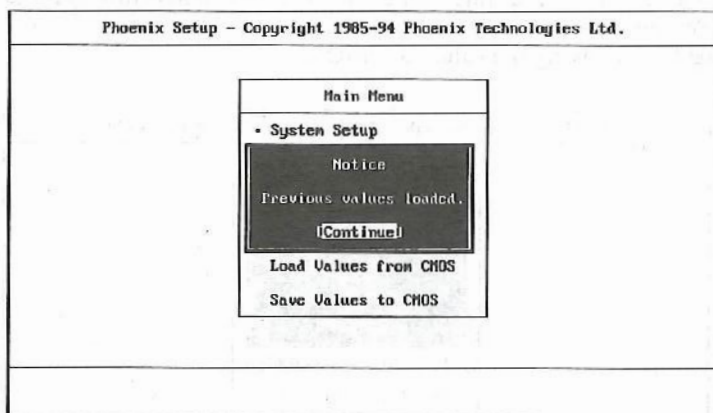 Phoenix Setup - Copyright 1985-94 Phoenix Technologies Ltd.
Main Menu
· System Setup
Notice
Previous values loaded.
Continue
Load Values from CMOS
Save Values to CMOS